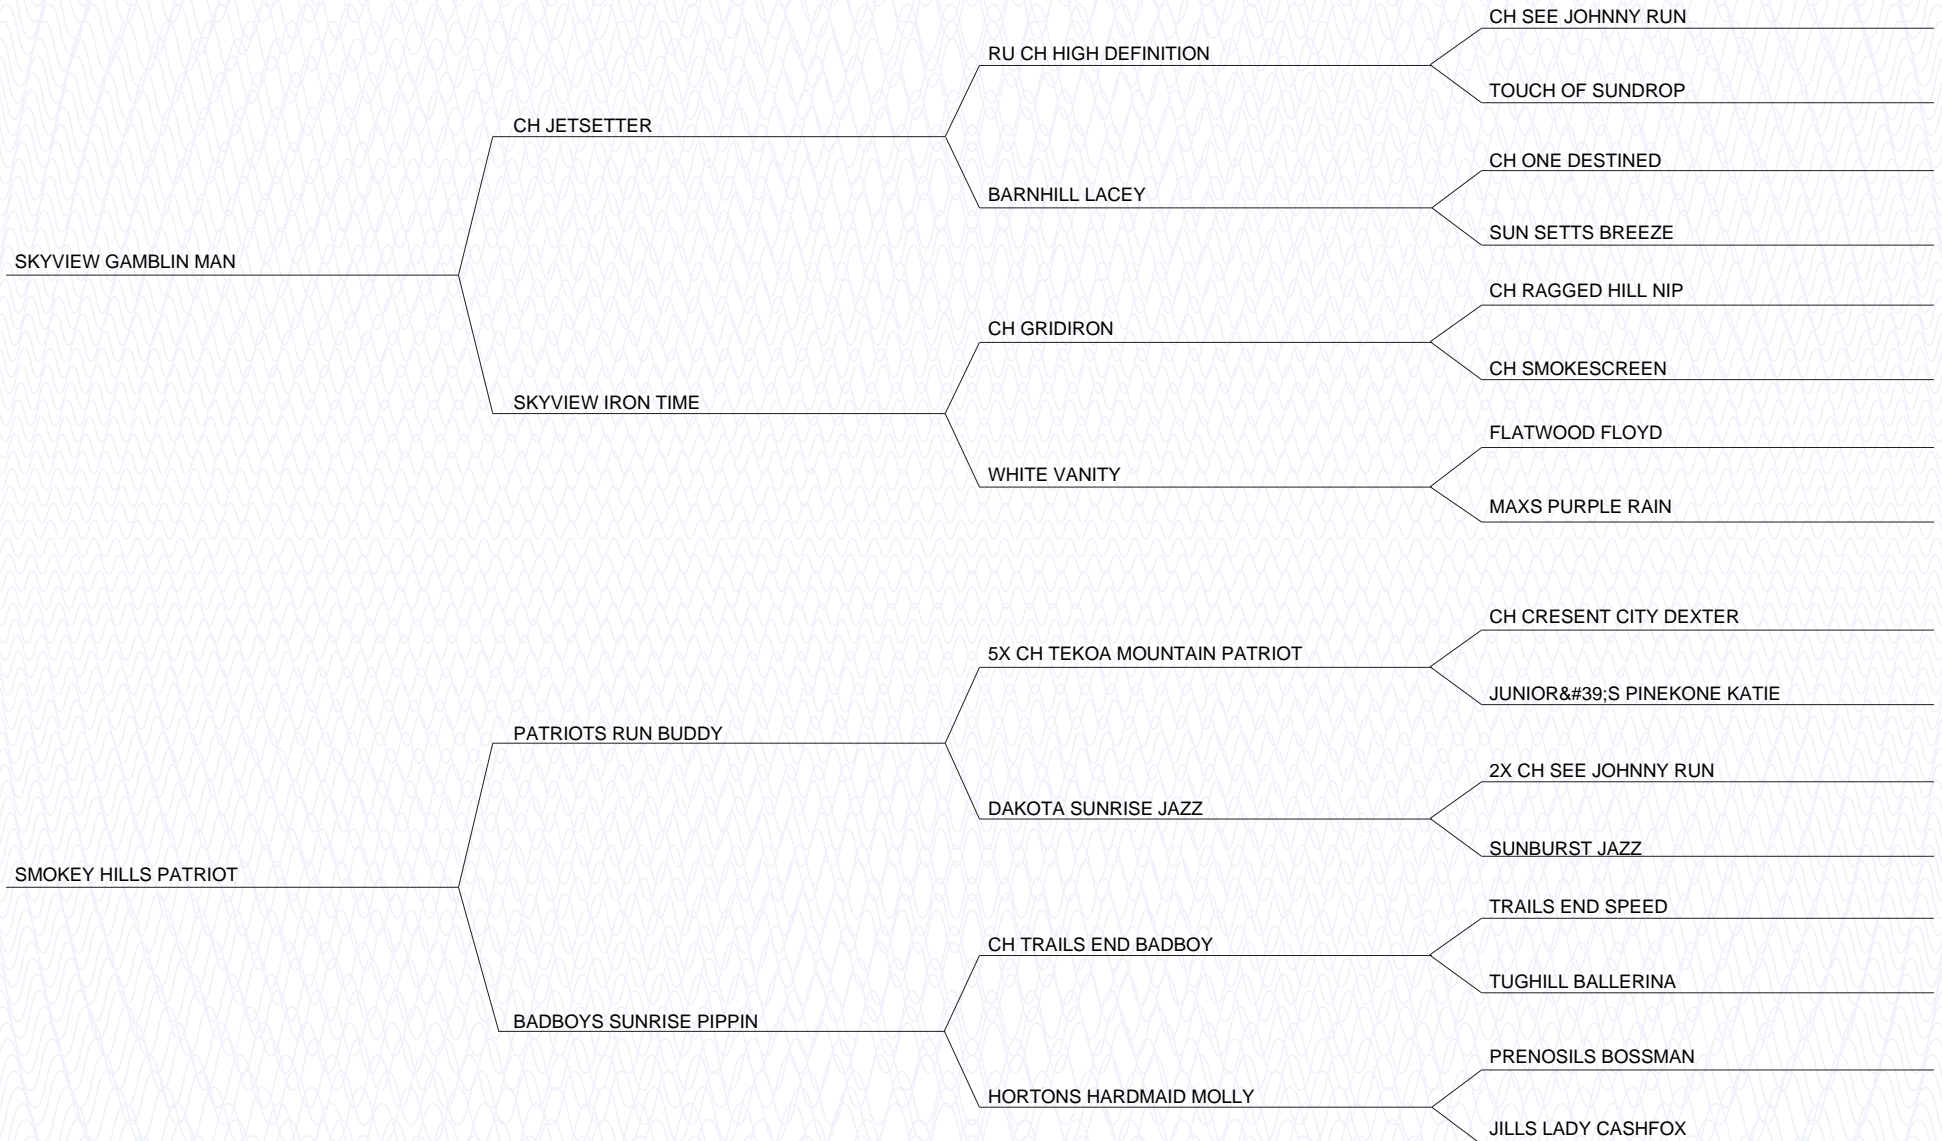 CH SEE JOHNNY RUN
RU CH HIGH DEFINITION
TOUCH OF SUNDROP
CH JETSETTER
CH ONE DESTINED
BARNHILL LACEY
SUN SETTS BREEZE
SKYVIEW GAMBLIN MAN
CH RAGGED HILL NIP
CH GRIDIRON
CH SMOKESCREEN
SKYVIEW IRON TIME
FLATWOOD FLOYD
WHITE VANITY
MAXS PURPLE RAIN
CH CRESENT CITY DEXTER
5X CH TEKOA MOUNTAIN PATRIOT
JUNIOR&#39;S PINEKONE KATIE
PATRIOTS RUN BUDDY
2X CH SEE JOHNNY RUN
DAKOTA SUNRISE JAZZ
SUNBURST JAZZ
SMOKEY HILLS PATRIOT
TRAILS END SPEED
CH TRAILS END BADBOY
TUGHILL BALLERINA
BADBOYS SUNRISE PIPPIN
PRENOSILS BOSSMAN
HORTONS HARDMAID MOLLY
JILLS LADY CASHFOX